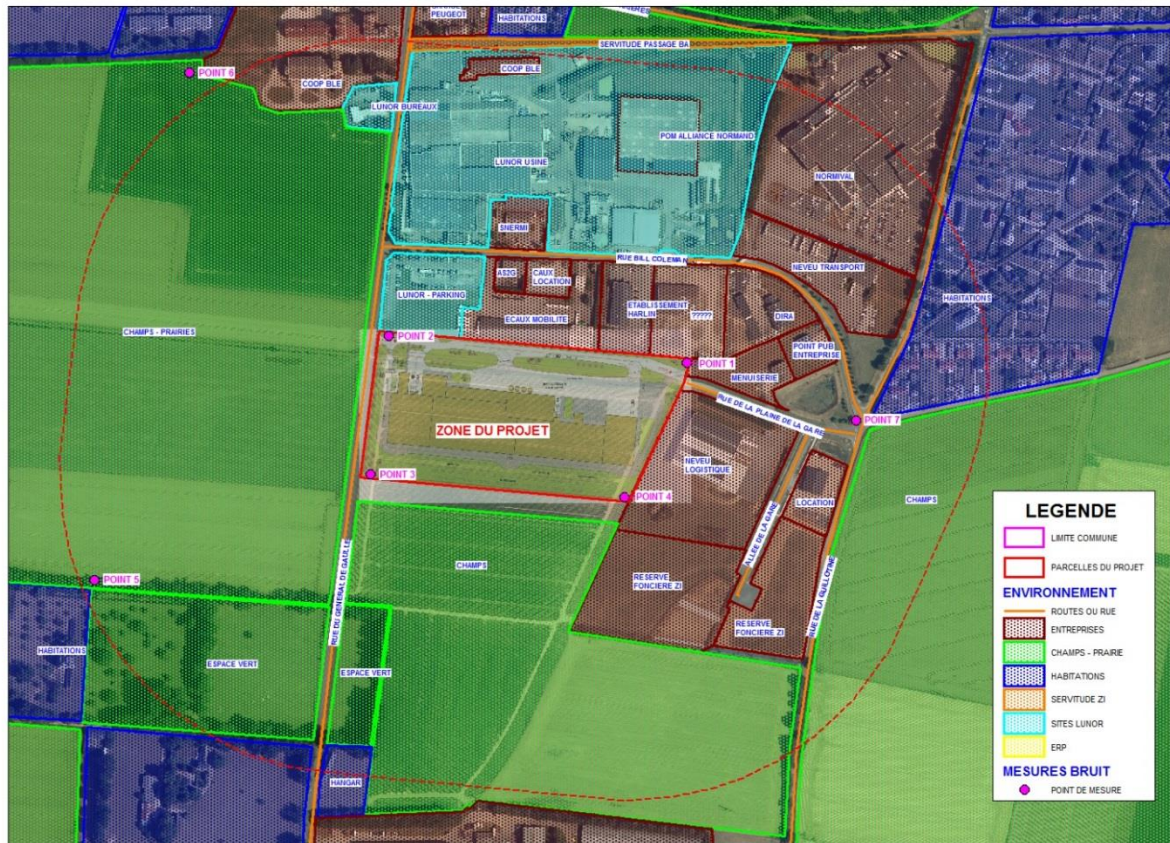 PEUGEOT
HABITATIONS
SERVITUDE PASSAGE BA
POINT 6
COOP BLE
COOP BLE
LUNOR BUREAUX
POM ALLIANCE NORMAND
LUNOR USINE
NORMIVAL
SNERMI
RUE BILL COLEMAN
NEVEU TRANSPORT
AS2G
CAUX
LOCATION
LUNOR - PARKING
ETABLISSEMENT
HARLIN
?????
DIRA
ECAUX MOBILITE
HABITATIONS
CHAMPS - PRAIRIES
POINT 2
POINT PUB
ENTREPRISE
POINT 1
MENUISERIE
RUE DE LA PLAINE DE LA GARE
POINT 7
ZONE DU PROJET
NEVEU
LOGISTIQUE
POINT 3
POINT 4
LOCATION
CHAMPS
ALLEE DE LA GARE
RUE DU GENERAL DE GAULLE
CHAMPS
POINT 5
RESERVE
FONCIERE ZI
RUE DE LA GUILLOTINE
RESERVE
FONCIERE ZI
HABITATIONS
ESPACE VERT
ESPACE VERT
HANGAR
LEGENDE
LIMITE COMMUNE
PARCELLES DU PROJET
ENVIRONNEMENT
ROUTES OU RUE
ENTREPRISES
CHAMPS - PRAIRIE
HABITATIONS
SERVITUDE ZI
SITES LUNOR
ERP
MESURES BRUIT
POINT DE MESURE